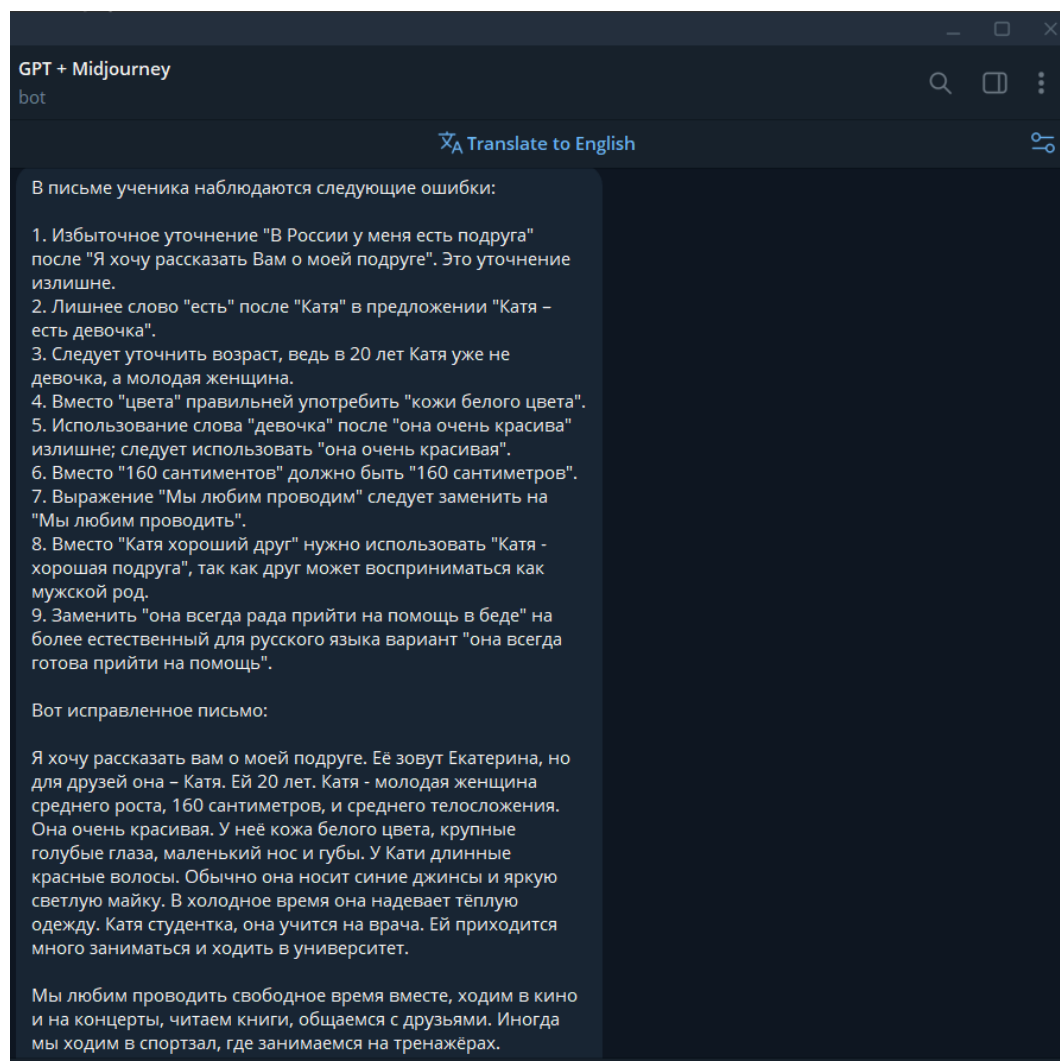 GPT + Midjourney
bot
Translate to English
В письме ученика наблюдаются следующие ошибки:
1. Избыточное уточнение "В России у меня есть подруга"
после "Я хочу рассказать Вам о моей подруге". Это уточнение
излишне.
2. Лишнее слово "есть" после "Катя" в предложении "Катя –
есть девочка".
3. Следует уточнить возраст, ведь в 20 лет Катя уже не
девочка, а молодая женщина.
4. Вместо "цвета" правильней употребить "кожи белого цвета".
5. Использование слова "девочка" после "она очень красива"
излишне; следует использовать "она очень красивая".
6. Вместо "160 сантиментов" должно быть "160 сантиметров".
7. Выражение "Мы любим проводим" следует заменить на
"Мы любим проводить".
8. Вместо "Катя хороший друг" нужно использовать "Катя -
хорошая подруга", так как друг может восприниматься как
мужской род.
9. Заменить "она всегда рада прийти на помощь в беде" на
более естественный для русского языка вариант "она всегда
готова прийти на помощь".
Вот исправленное письмо:
Я хочу рассказать вам о моей подруге. Её зовут Екатерина, но
для друзей она – Катя. Ей 20 лет. Катя - молодая женщина
среднего роста, 160 сантиметров, и среднего телосложения.
Она очень красивая. У неё кожа белого цвета, крупные
голубые глаза, маленький нос и губы. У Кати длинные
красные волосы. Обычно она носит синие джинсы и яркую
светлую майку. В холодное время она надевает тёплую
одежду. Катя студентка, она учится на врача. Ей приходится
много заниматься и ходить в университет.
Мы любим проводить свободное время вместе, ходим в кино
и на концерты, читаем книги, общаемся с друзьями. Иногда
мы ходим в спортзал, где занимаемся на тренажёрах.